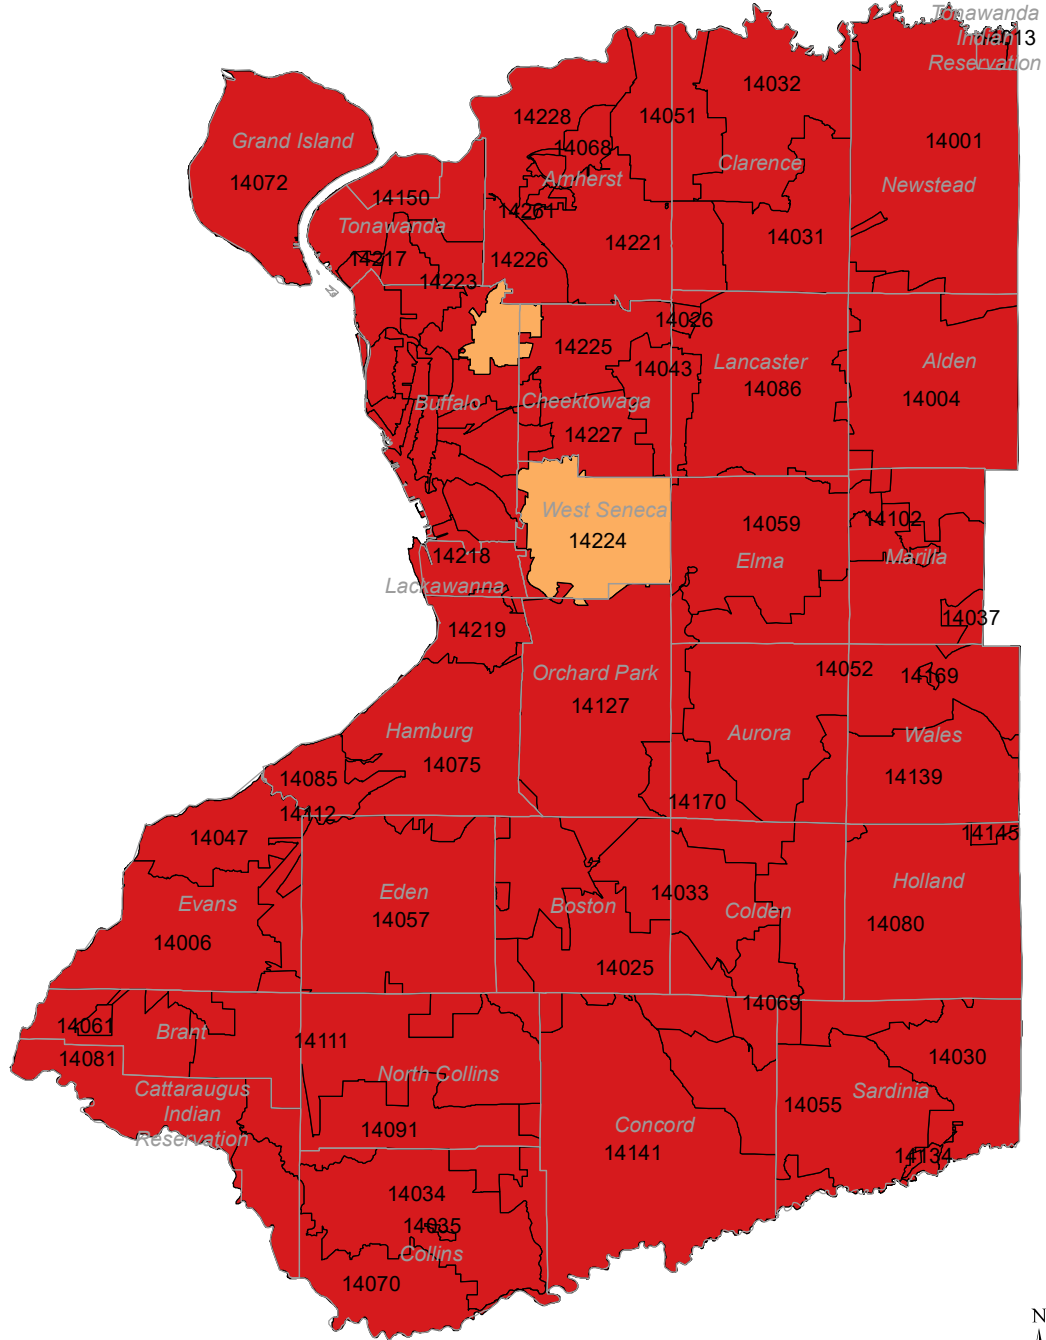 Tonawanda
Indian
Reservation
14013
14032
14051
14228
14001
Grand Island
14068
Clarence
Amherst
14072
Newstead
14150
14261
Tonawanda
14031
14221
14217
14226
14223
14026
14225
Lancaster
Alden
14043
14086
14004
Buffalo
Cheektowaga
14227
West Seneca
14102
14059
14224
14218
Marilla
Elma
Lackawanna
14037
14219
14052
Orchard Park
14169
14127
Hamburg
Aurora
Wales
14075
14139
14085
14170
14112
14145
14047
Holland
Eden
14033
Evans
Boston
Colden
14057
14080
14006
14025
14069
14061
Brant
14111
14081
14030
North Collins
Cattaraugus
Indian
Reservation
Sardinia
14055
Concord
14091
14141
14134
14034
14035
Collins
14070
N